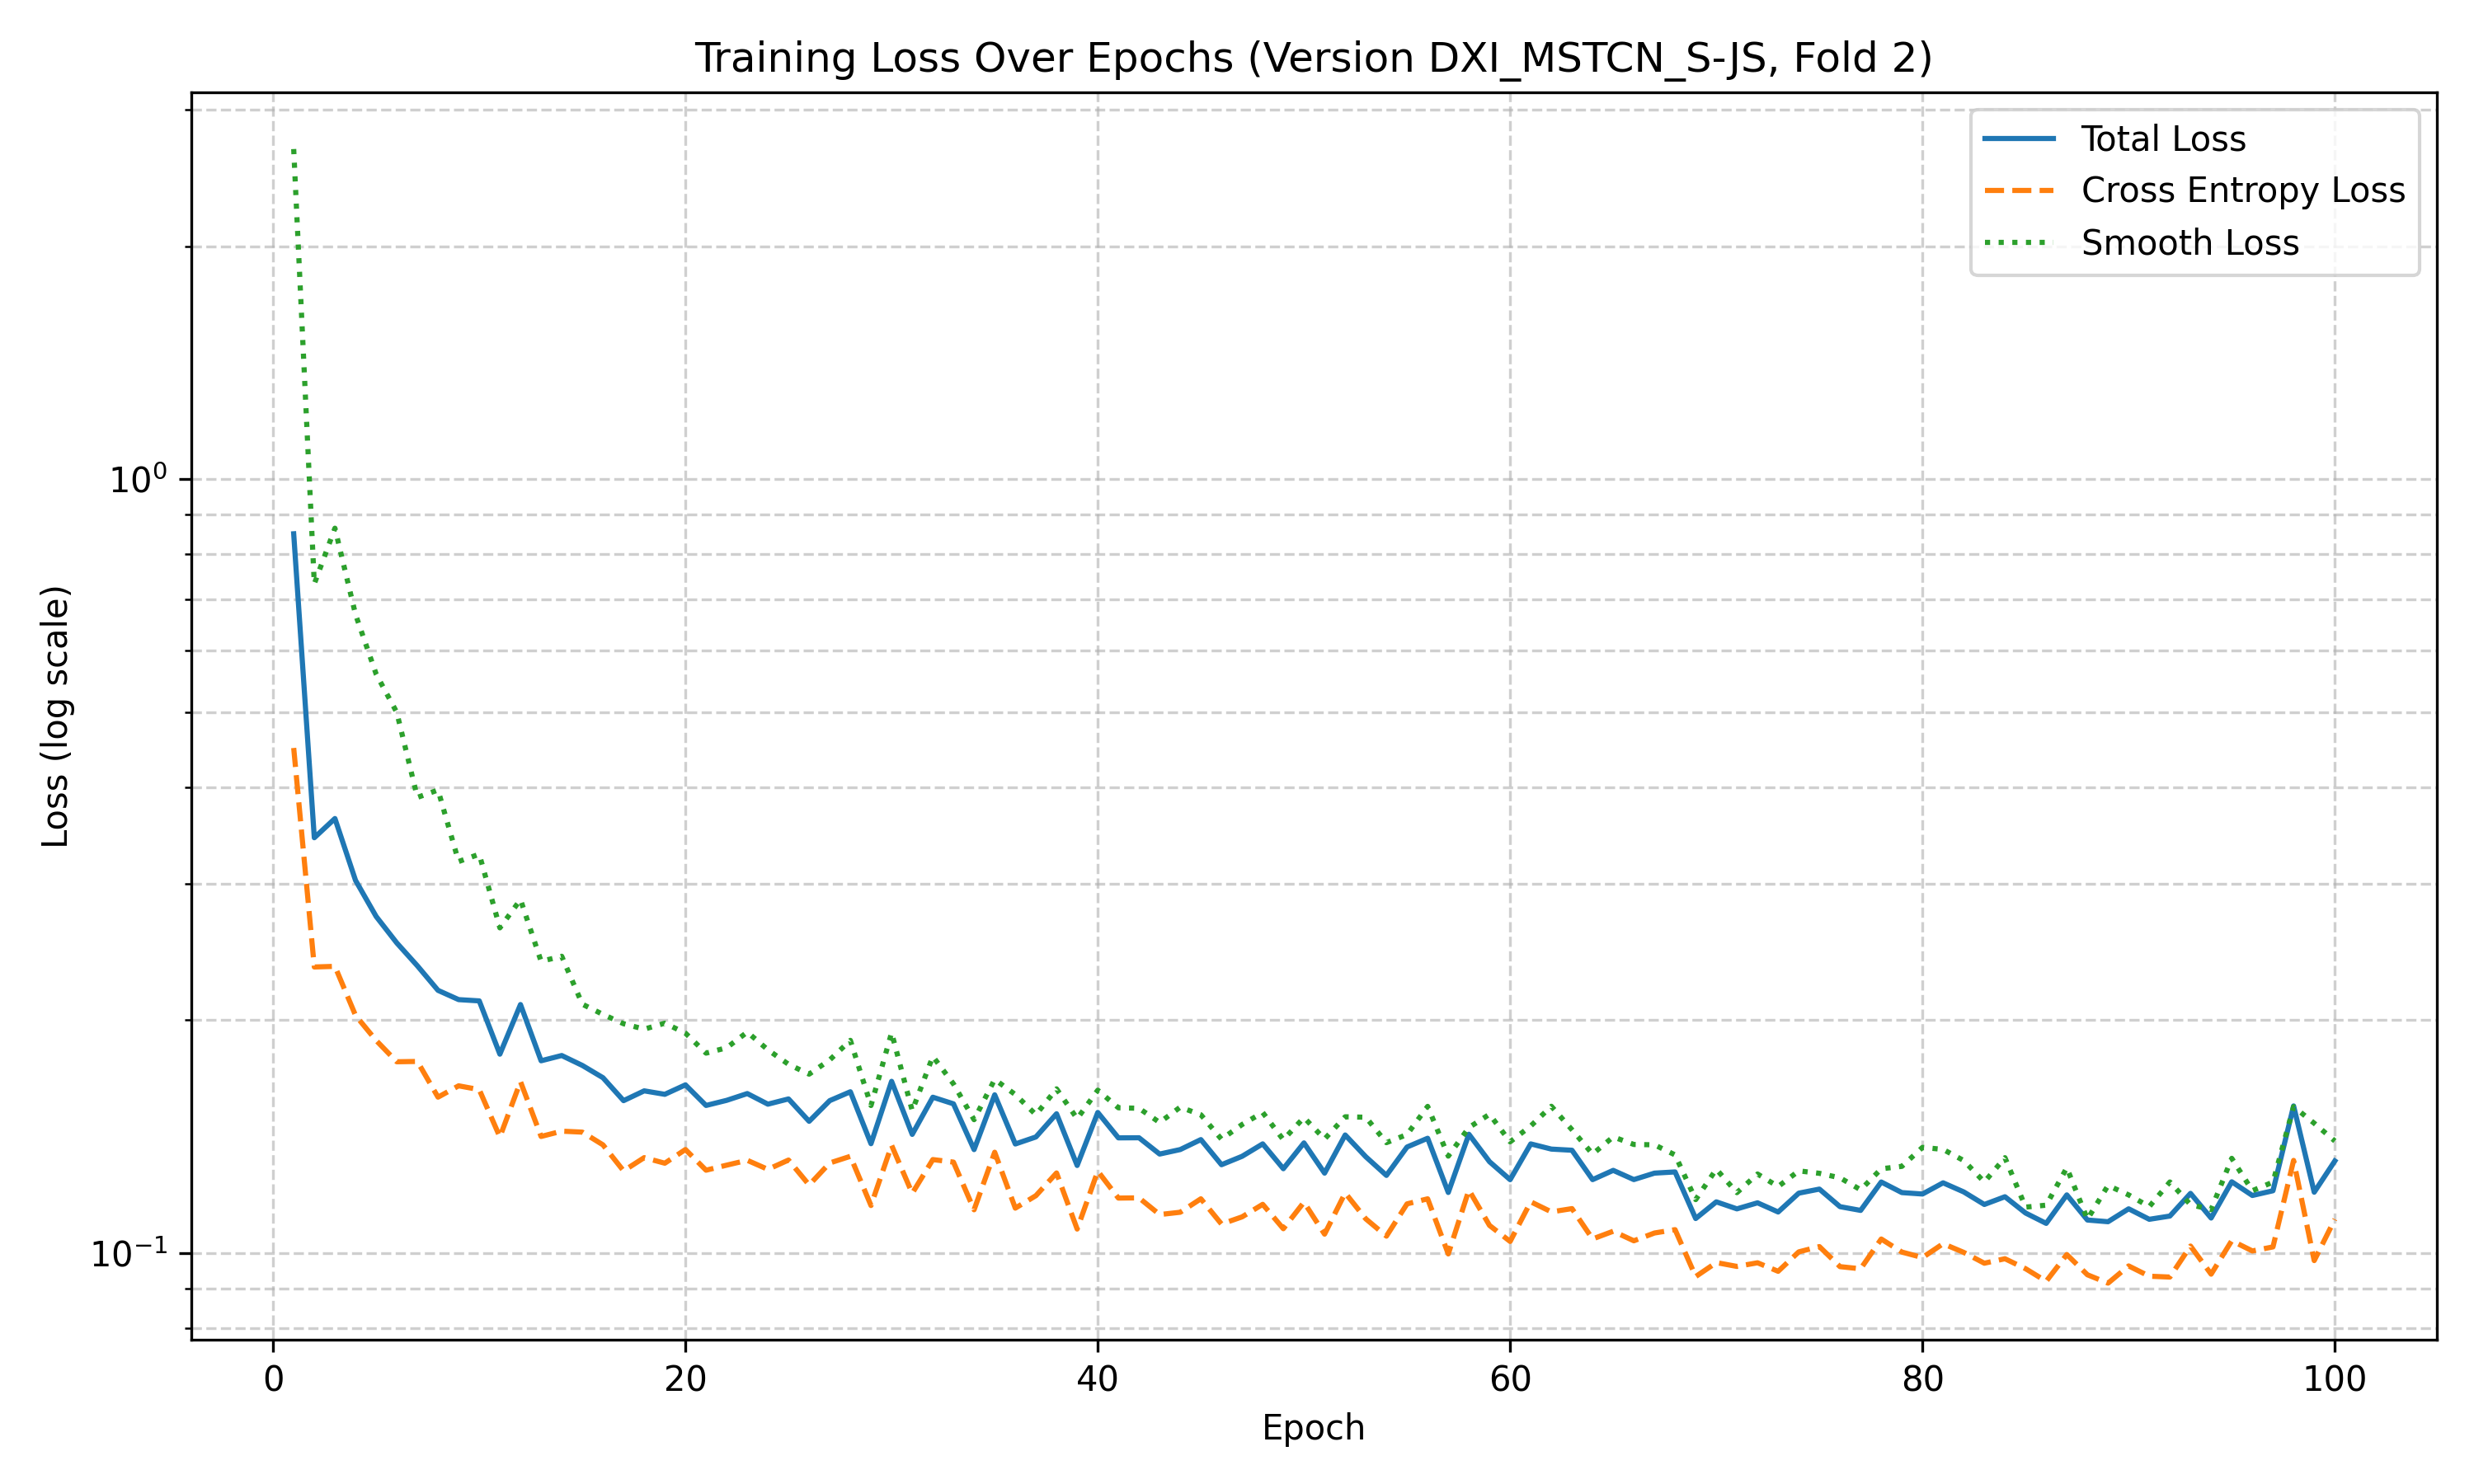 Training Loss Over Epochs (Version DXI_MSTCN_S-JS, Fold 2)
Total Loss
Cross Entropy Loss
Smooth Loss
Loss (log scale)
10⁰
10⁻¹
0 20 40 60 80 100
Epoch